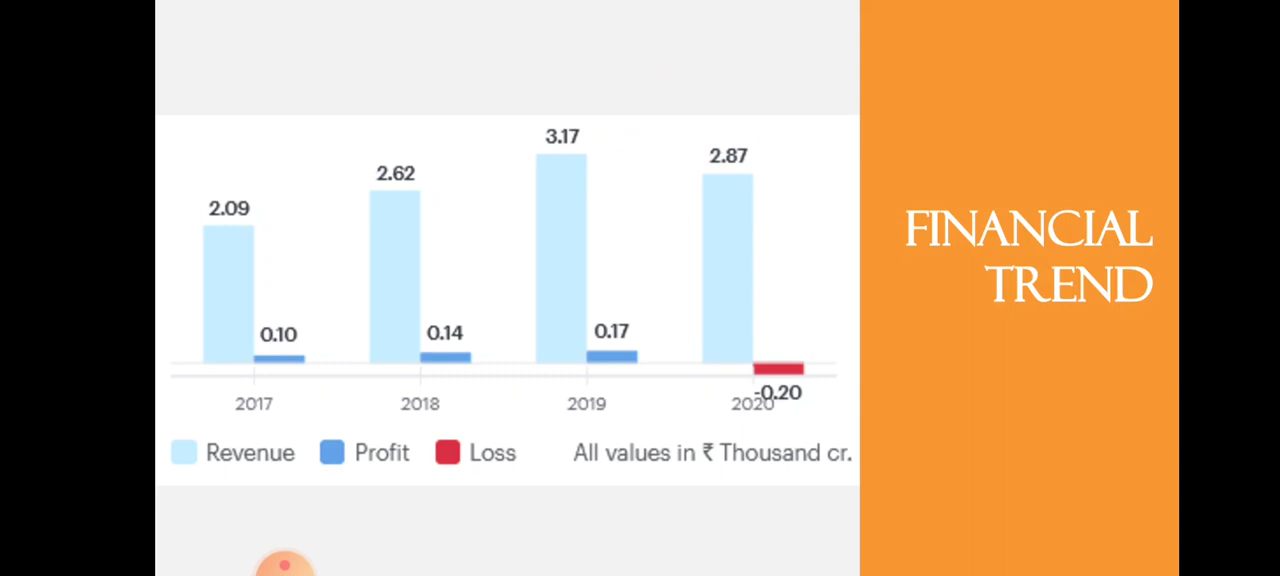 3.17
2.87
2.62
2.09
0.10
0.14
0.17
-0.20
2017 2018 2019 2020
Revenue Profit Loss All values in ₹ Thousand cr.
FINANCIAL
TREND